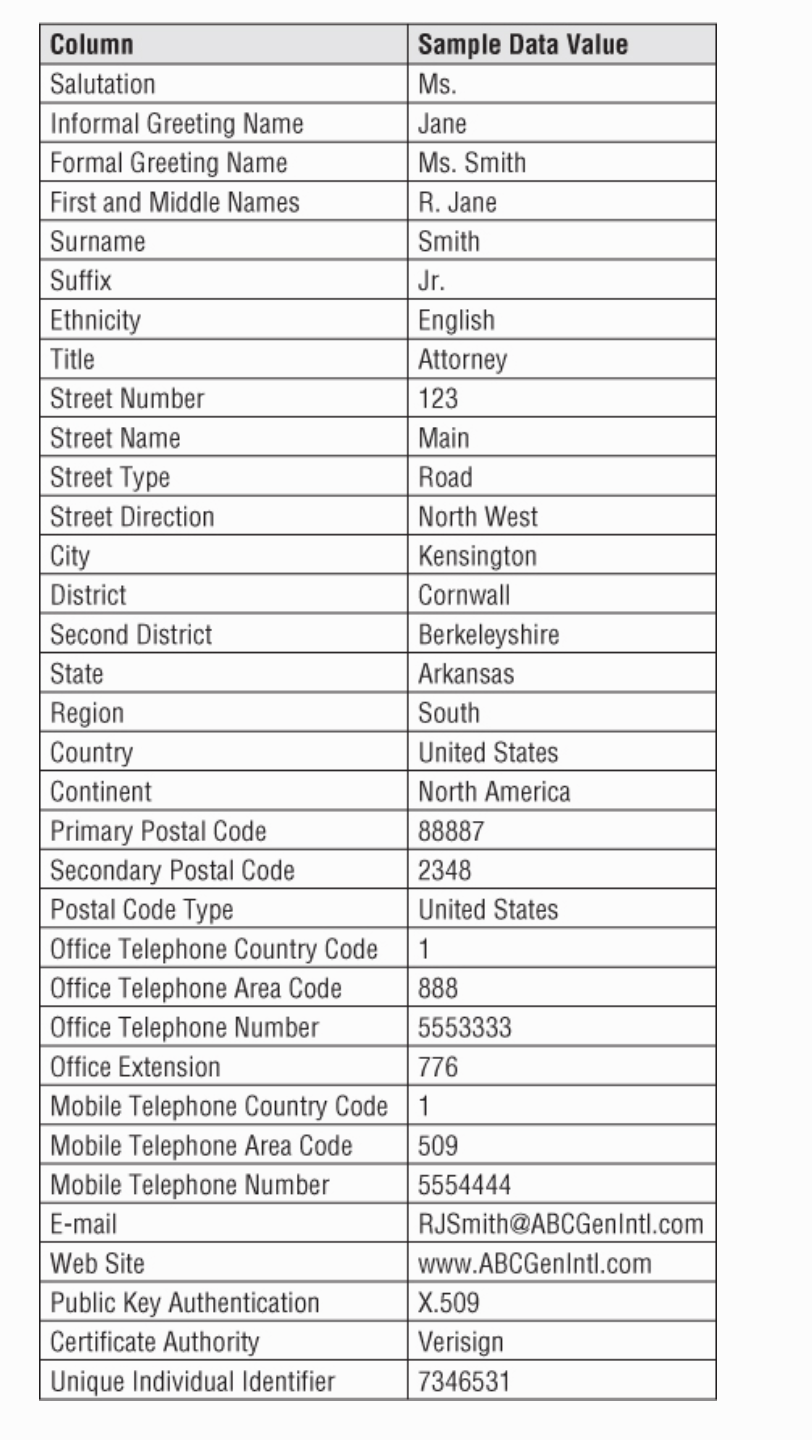 Column Sample Data Value
Salutation Ms.
Informal Greeting Name Jane
Formal Greeting Name Ms. Smith
First and Middle Names R. Jane
Surname Smith
Suffix Jr.
Ethnicity English
Title Attorney
Street Number 123
Street Name Main
Street Type Road
Street Direction North West
City Kensington
District Cornwall
Second District Berkeleyshire
State Arkansas
Region South
Country United States
Continent North America
Primary Postal Code 88887
Secondary Postal Code 2348
Postal Code Type United States
Office Telephone Country Code 1
Office Telephone Area Code 888
Office Telephone Number 5553333
Office Extension 776
Mobile Telephone Country Code 1
Mobile Telephone Area Code 509
Mobile Telephone Number 5554444
E-mail RJSmith@ABCGenIntl.com
Web Site www.ABCGenIntl.com
Public Key Authentication X.509
Certificate Authority Verisign
Unique Individual Identifier 7346531